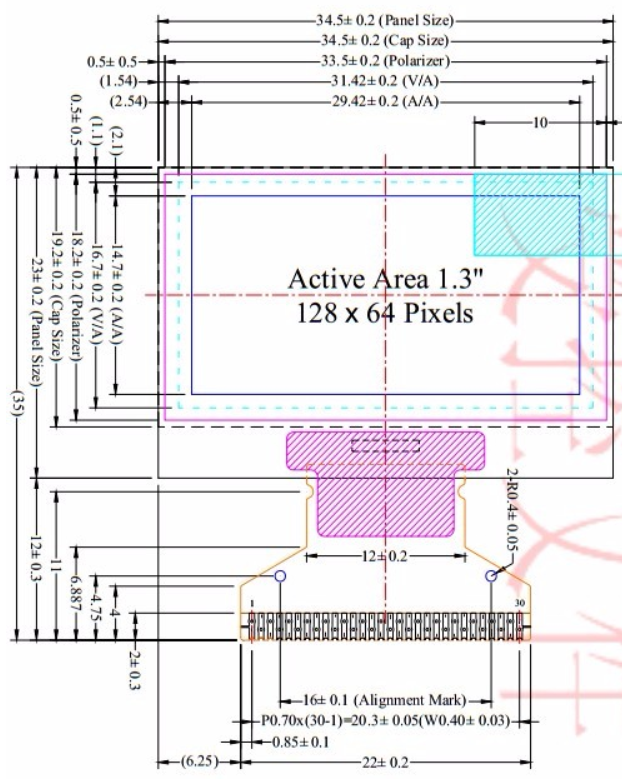 34.5± 0.2 (Panel Size)
34.5± 0.2 (Cap Size)
0.5± 0.5
33.5± 0.2 (Polarizer)
(1.54)
31.42± 0.2 (V/A)
(2.54)
29.42± 0.2 (A/A)
10
0.5± 0.5
(1.1)
(2.1)
(35)
23± 0.2 (Panel Size)
19.2± 0.2 (Cap Size)
18.2± 0.2 (Polarizer)
16.7± 0.2 (V/A)
14.7± 0.2 (A/A)
Active Area 1.3"
128 x 64 Pixels
2-R0.4± 0.05
12± 0.3
11
6.887
4.75
4
2± 0.3
12± 0.2
1
30
16± 0.1 (Alignment Mark)
P0.70x(30-1)=20.3± 0.05(W0.40± 0.03)
0.85± 0.1
(6.25)
22± 0.2